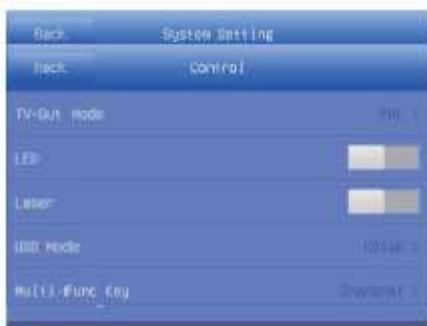 Back System Setting
Back Control
TV-Out Mode
LED
Laser
USB Mode
Multi-Func Key